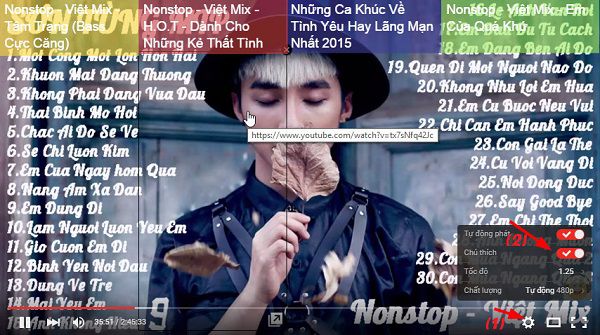 Nonstop - Việt Mix -
Tâm Trạng (Bass
Cực Căng)
Nonstop - Việt Mix -
H.O.T - Dành Cho
Những Kẻ Thất Tình
Những Ca Khúc Về
Tình Yêu Hay Lãng Mạn
Nhất 2015
Nonstop - Việt Mix - Em
Của Quá Khứ
1.Moi Cong Moi Lon Hon Hai
2.Khuon Mat Dang Thuong
3.Khong Phai Dang Vua Dau
4.Thai Binh Mo Hoi
5.Chac Ai Do Se Ve
6.Se Chi Luon Kim
7.Em Cua Ngay hom Qua
8.Nang Am Xa Dan
9.Em Dung Di
10.Lam Nguoi Luon Yeu Em
11.Gio Cuon Em Di
12.Binh Yen Noi Dau
13.Dung Ve Tre
14.Mai Yeu Em
18.Em Dang Ben Ai Do
19.Quen Di Mot Nguoi Nao Do
20.Khong Nhu Loi Em Hua
21.Em Cu Buoc Neu Vui
22.Chi Can Em Hanh Phuc
23.Con Gai La The
24.Cu Voi Vang Di
25.Noi Dong Duc
26.Say Good Bye
27.Em Chi The Thoi
https://www.youtube.com/watch?v=tx7sNfq42Jc
Tự động phát
Chú thích
Tốc độ 1.25
Chất lượng Tự động 480p
(2)
(1)
9
Nonstop - Việt Mix
35:51 / 2:45:33